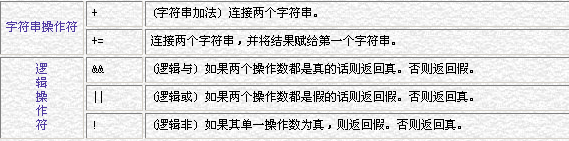 字符串操作符
+
（字符串加法）连接两个字符串。
+=
连接两个字符串，并将结果赋给第一个字符串。
逻辑操作符
&&
（逻辑与）如果两个操作数都是真的话则返回真。否则返回假。
||
（逻辑或）如果两个操作数都是假的话则返回假。否则返回真。
!
（逻辑非）如果其单一操作数为真，则返回假。否则返回真。